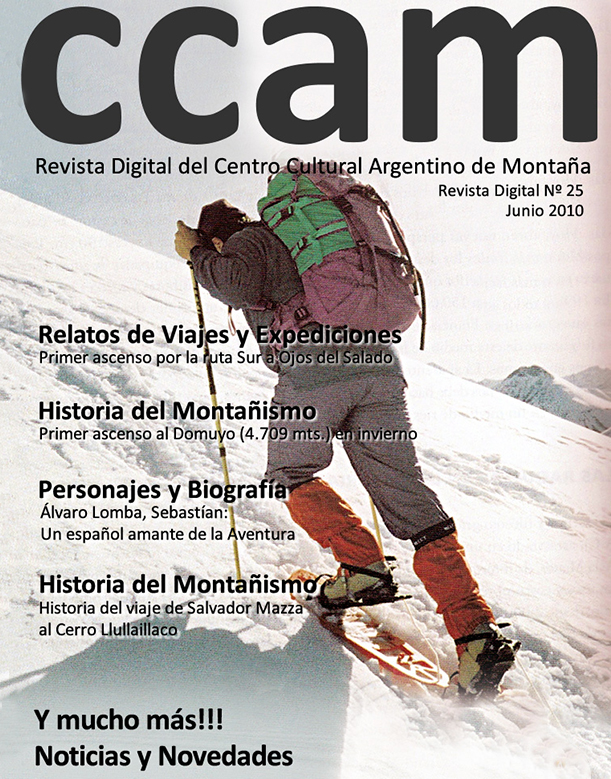 ccam
Revista Digital del Centro Cultural Argentino de Montaña
Revista Digital Nº 25
Junio 2010
Relatos de Viajes y Expediciones
Primer ascenso por la ruta Sur a Ojos del Salado
Historia del Montañismo
Primer ascenso al Domuyo (4.709 mts.) en invierno
Personajes y Biografía
Álvaro Lomba, Sebastían:
Un español amante de la Aventura
Historia del Montañismo
Historia del viaje de Salvador Mazza
al Cerro Llullaillaco
Y mucho más!!!
Noticias y Novedades